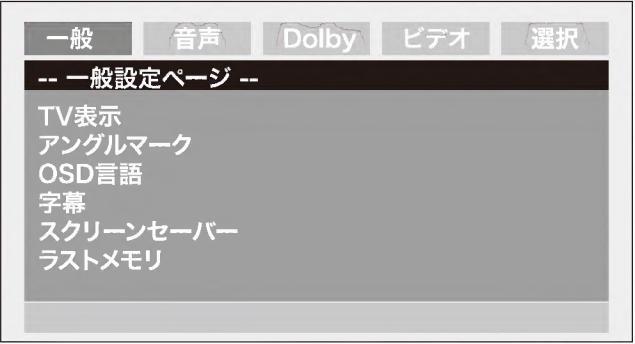 一般 音声 Dolby ビデオ 選択
-- 一般設定ページ --
TV表示
アングルマーク
OSD言語
字幕
スクリーンセーバー
ラストメモリ